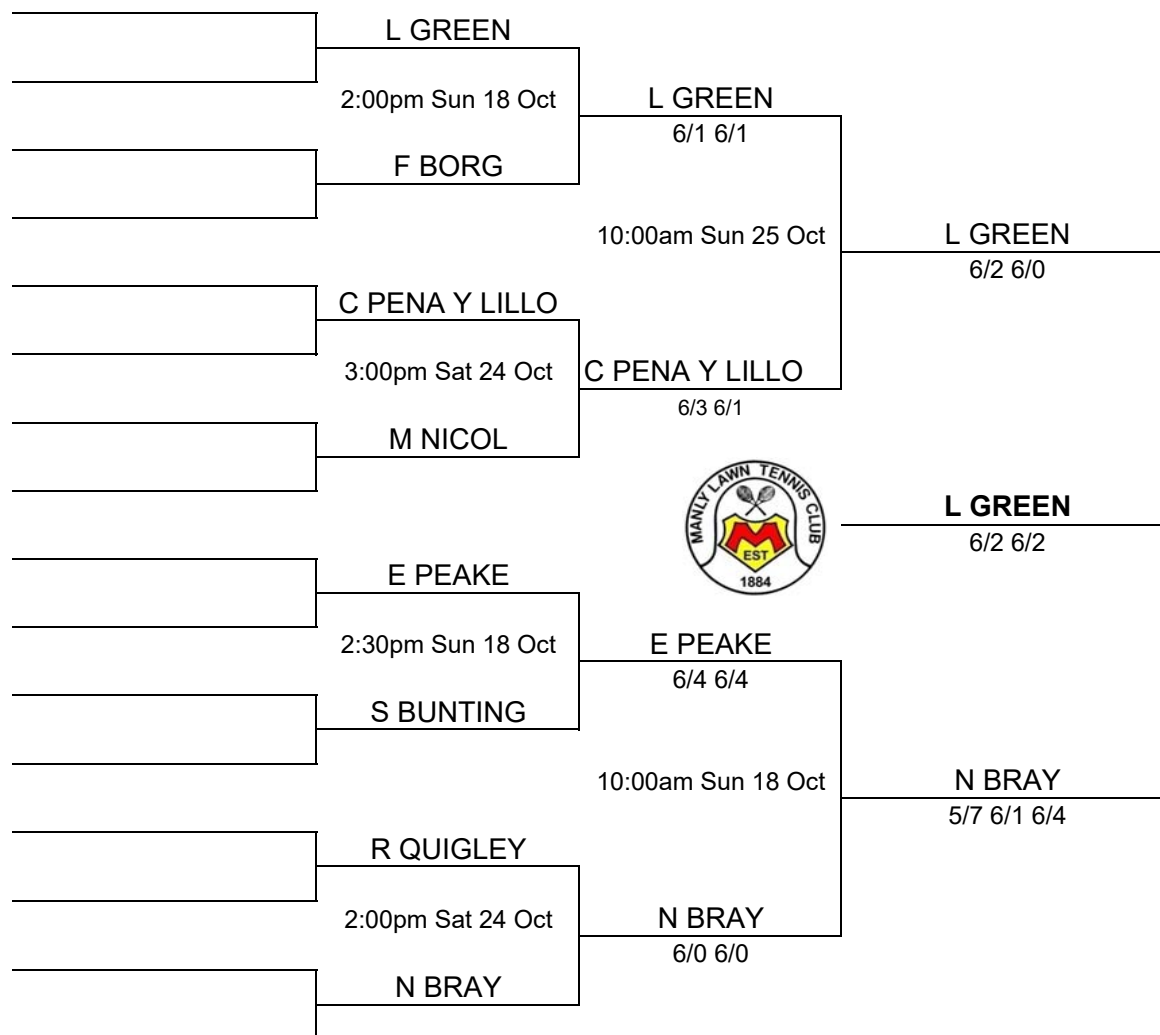 L GREEN
2:00pm Sun 18 Oct
L GREEN
6/1 6/1
F BORG
10:00am Sun 25 Oct
L GREEN
6/2 6/0
C PENA Y LILLO
3:00pm Sat 24 Oct
C PENA Y LILLO
6/3 6/1
M NICOL
MANLY LAWN TENNIS CLUB
M
EST
1884
L GREEN
6/2 6/2
E PEAKE
2:30pm Sun 18 Oct
E PEAKE
6/4 6/4
S BUNTING
10:00am Sun 18 Oct
N BRAY
5/7 6/1 6/4
R QUIGLEY
2:00pm Sat 24 Oct
N BRAY
6/0 6/0
N BRAY